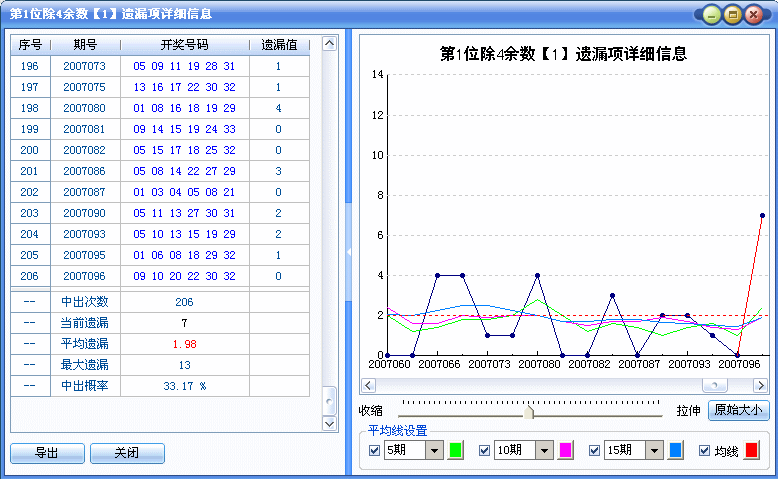 第1位除4余数【1】遗漏项详细信息
序号 期号 开奖号码 遗漏值
196 2007073 05 09 11 19 28 31 1
197 2007075 13 16 17 22 30 32 1
198 2007080 01 08 16 18 19 29 4
199 2007081 09 14 15 19 24 33 0
200 2007082 05 15 17 18 25 32 0
201 2007086 05 08 14 22 27 29 3
202 2007087 01 03 04 05 08 21 0
203 2007090 05 11 13 27 30 31 2
204 2007093 05 10 13 15 19 29 2
205 2007095 01 06 08 18 29 32 1
206 2007096 09 10 20 22 30 32 0
-- 中出次数 206
-- 当前遗漏 7
-- 平均遗漏 1.98
-- 最大遗漏 13
-- 中出概率 33.17 %
导出 关闭
第1位除4余数【1】遗漏项详细信息
14
12
10
8
6
4
2
0
2007060 2007066 2007073 2007080 2007082 2007087 2007093 2007096
收缩 拉伸 原始大小
平均线设置
5期 10期 15期 均线